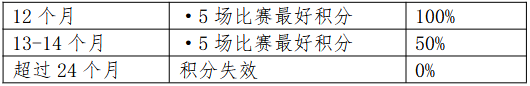 12 个月 ·5 场比赛最好积分 100%
13-14 个月 ·5 场比赛最好积分 50%
超过 24 个月 积分失效 0%